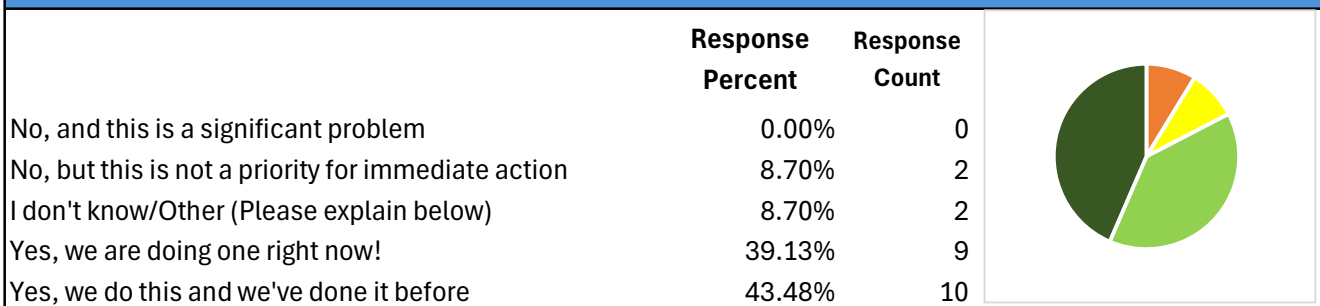 Response Percent Response Count
No, and this is a significant problem 0.00% 0
No, but this is not a priority for immediate action 8.70% 2
I don't know/Other (Please explain below) 8.70% 2
Yes, we are doing one right now! 39.13% 9
Yes, we do this and we've done it before 43.48% 10